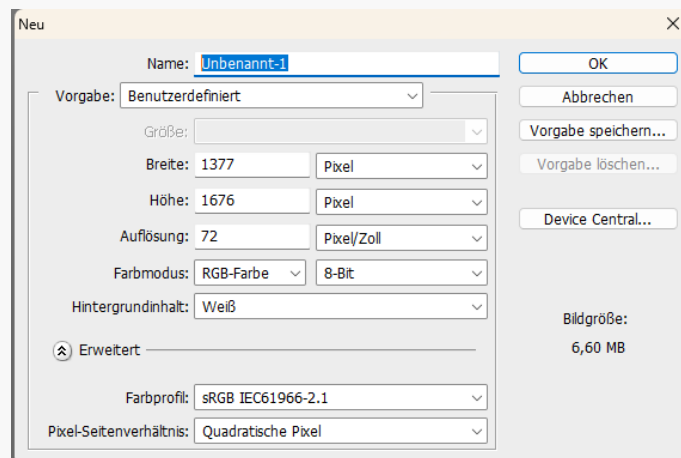 Neu
Name: Unbenannt-1
OK
Vorgabe: Benutzerdefiniert
Abbrechen
Größe:
Vorgabe speichern...
Breite: 1377 Pixel
Vorgabe löschen...
Höhe: 1676 Pixel
Device Central...
Auflösung: 72 Pixel/Zoll
Farbmodus: RGB-Farbe 8-Bit
Hintergrundinhalt: Weiß
Bildgröße:
6,60 MB
Erweitert
Farbprofil: sRGB IEC61966-2.1
Pixel-Seitenverhältnis: Quadratische Pixel